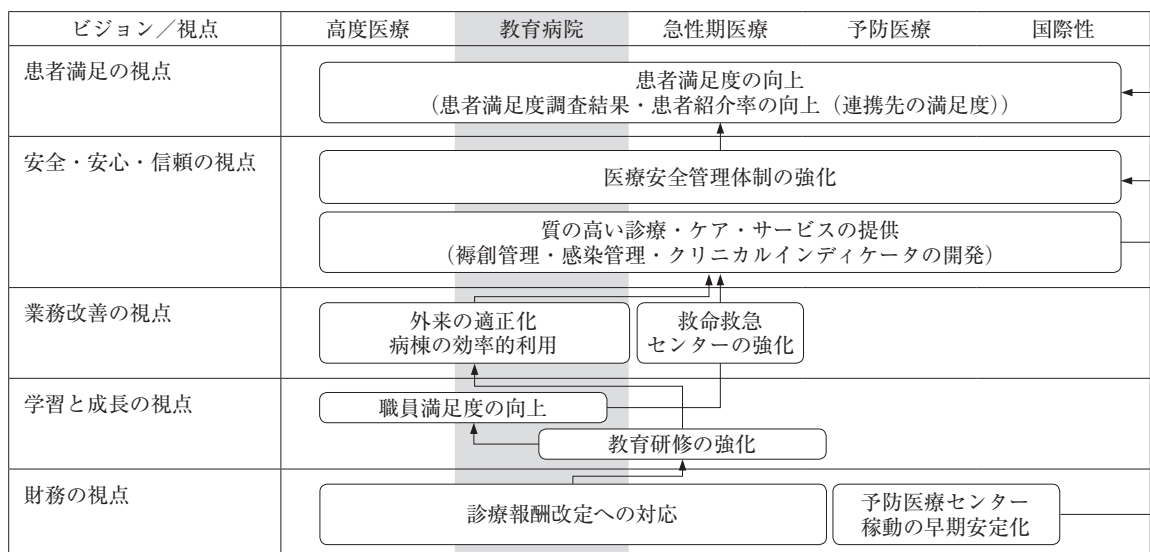 ビジョン／視点
高度医療
教育病院
急性期医療
予防医療
国際性
患者満足の視点
患者満足度の向上
（患者満足度調査結果・患者紹介率の向上（連携先の満足度））
安全・安心・信頼の視点
医療安全管理体制の強化
質の高い診療・ケア・サービスの提供
（褥創管理・感染管理・クリニカルインディケータの開発）
業務改善の視点
外来の適正化
病棟の効率的利用
救命救急
センターの強化
学習と成長の視点
職員満足度の向上
教育研修の強化
財務の視点
診療報酬改定への対応
予防医療センター
稼動の早期安定化